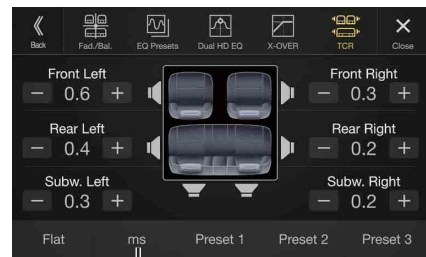 Back Fad./Bal. EQ Presets Dual HD EQ X-OVER TCR Close
Front Left Front Right
− 0.6 + − 0.3 +
Rear Left Rear Right
− 0.4 + − 0.2 +
Subw. Left Subw. Right
− 0.3 + − 0.2 +
Flat ms Preset 1 Preset 2 Preset 3